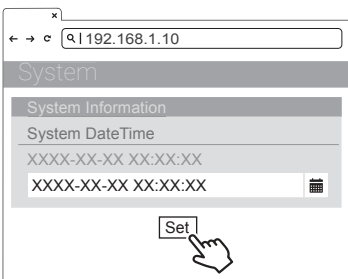 192.168.1.10
System
System Information
System DateTime
XXXX-XX-XX XX:XX:XX
XXXX-XX-XX XX:XX:XX
Set